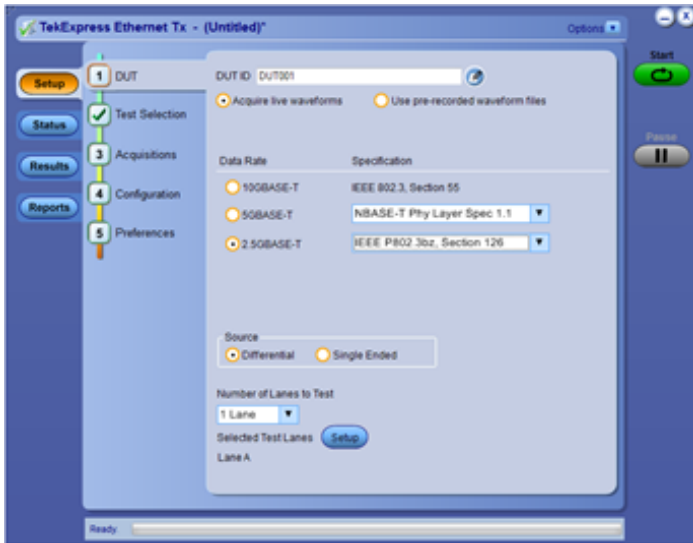 TekExpress Ethernet Tx - (Untitled)*
Options
Start
Pause
Setup
Status
Results
Reports
1 DUT
Test Selection
3 Acquisitions
4 Configuration
5 Preferences
DUT ID DUT001
Acquire live waveforms
Use pre-recorded waveform files
Data Rate
Specification
10GBASE-T
IEEE 802.3, Section 55
5GBASE-T
NBASE-T Phy Layer Spec 1.1
2.5GBASE-T
IEEE P802.3bz, Section 126
Source
Differential
Single Ended
Number of Lanes to Test
1 Lane
Selected Test Lanes
Setup
Lane A
Ready.